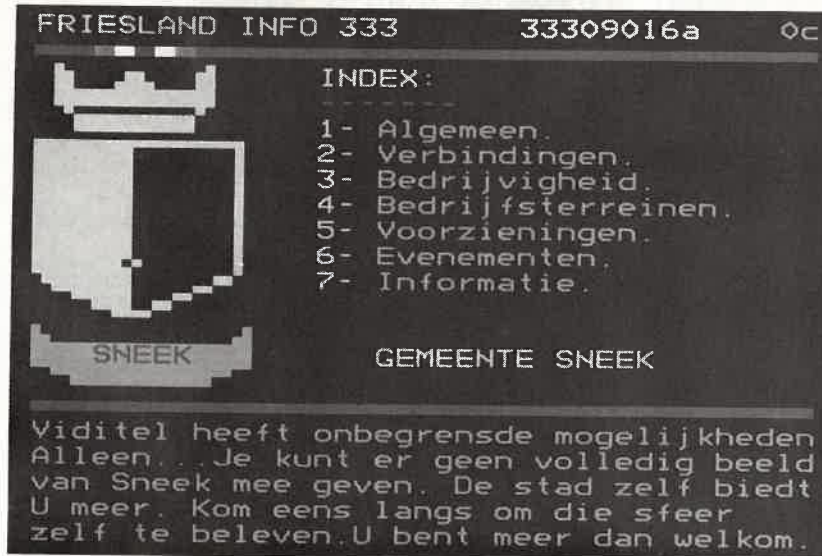 FRIESLAND INFO 333 33309016a 0c
INDEX:
-------
1- Algemeen.
2- Verbindingen.
3- Bedrijvigheid.
4- Bedrijfsterreinen.
5- Voorzieningen.
6- Evenementen.
7- Informatie.
SNEEK
GEMEENTE SNEEK
Viditel heeft onbegrensde mogelijkheden
Alleen...Je kunt er geen volledig beeld
van Sneek mee geven. De stad zelf biedt
U meer. Kom eens langs om die sfeer
zelf te beleven.U bent meer dan welkom.